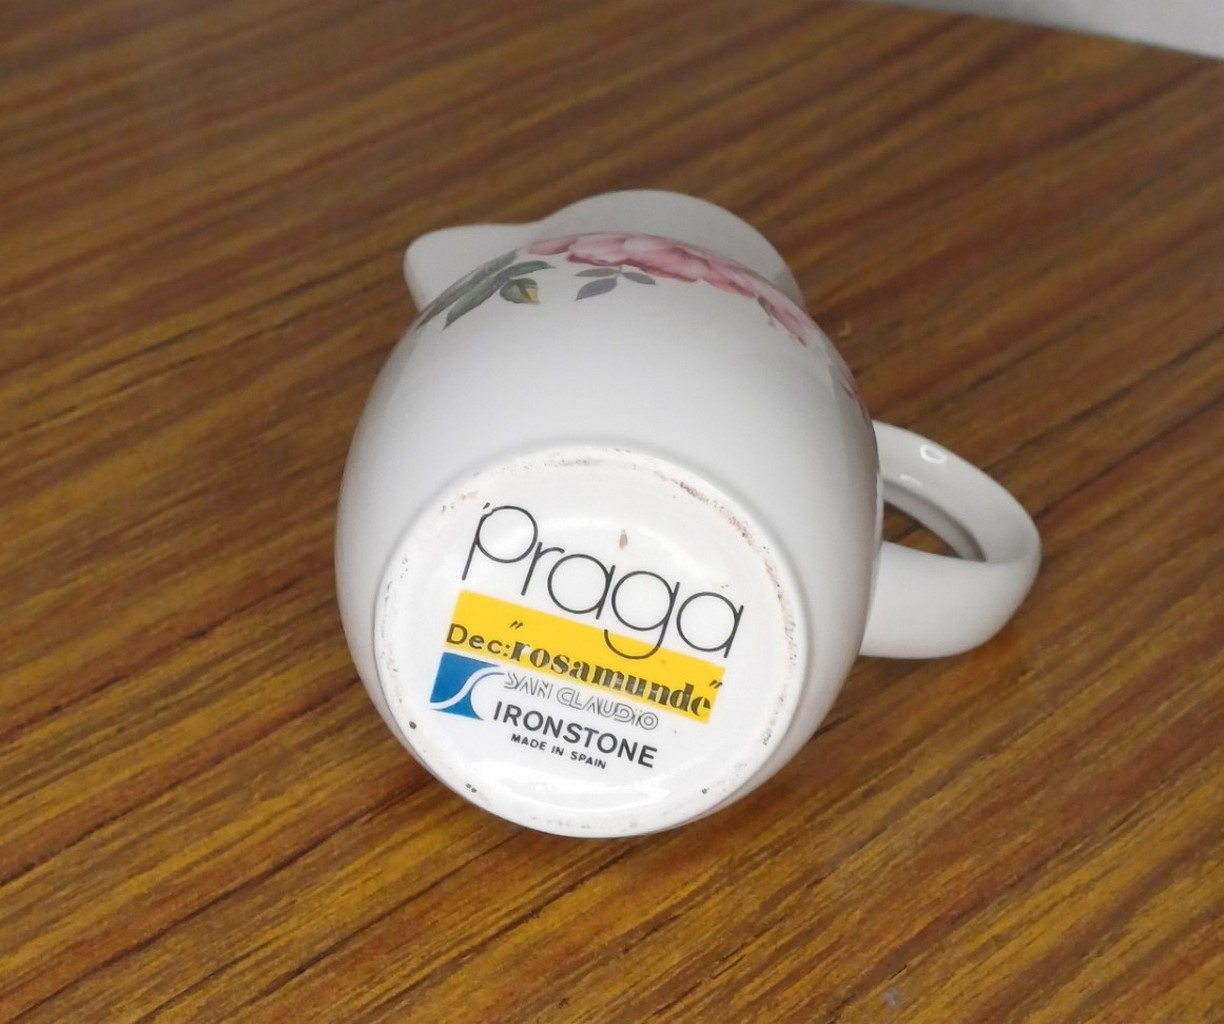 Praga
Dec: "rosamunde"
SAN CLAUDIO
IRONSTONE
MADE IN SPAIN